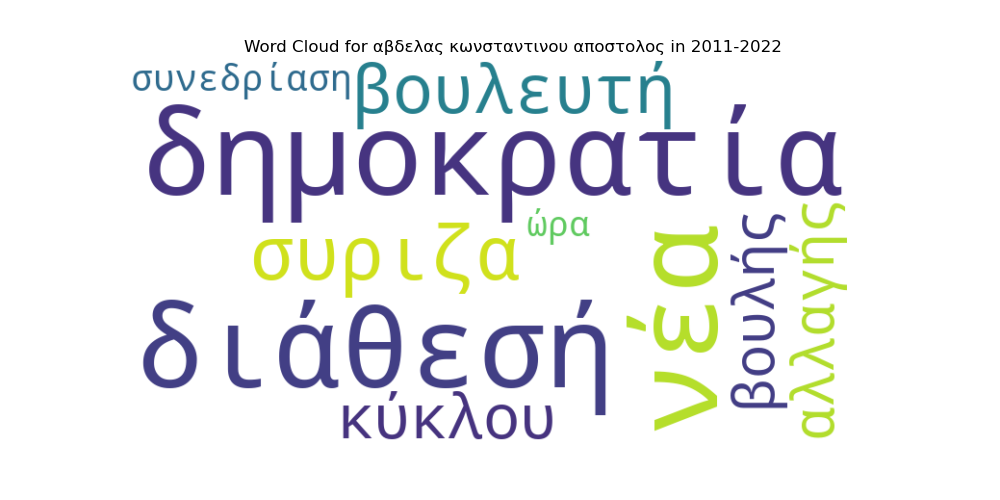 Word Cloud for αβδελας κωνσταντινου αποστολος in 2011-2022
συνεδρίαση
βουλευτή
δημοκρατία
ώρα
συριζα
νέα
βουλής
αλλαγής
διάθεσή
κύκλου